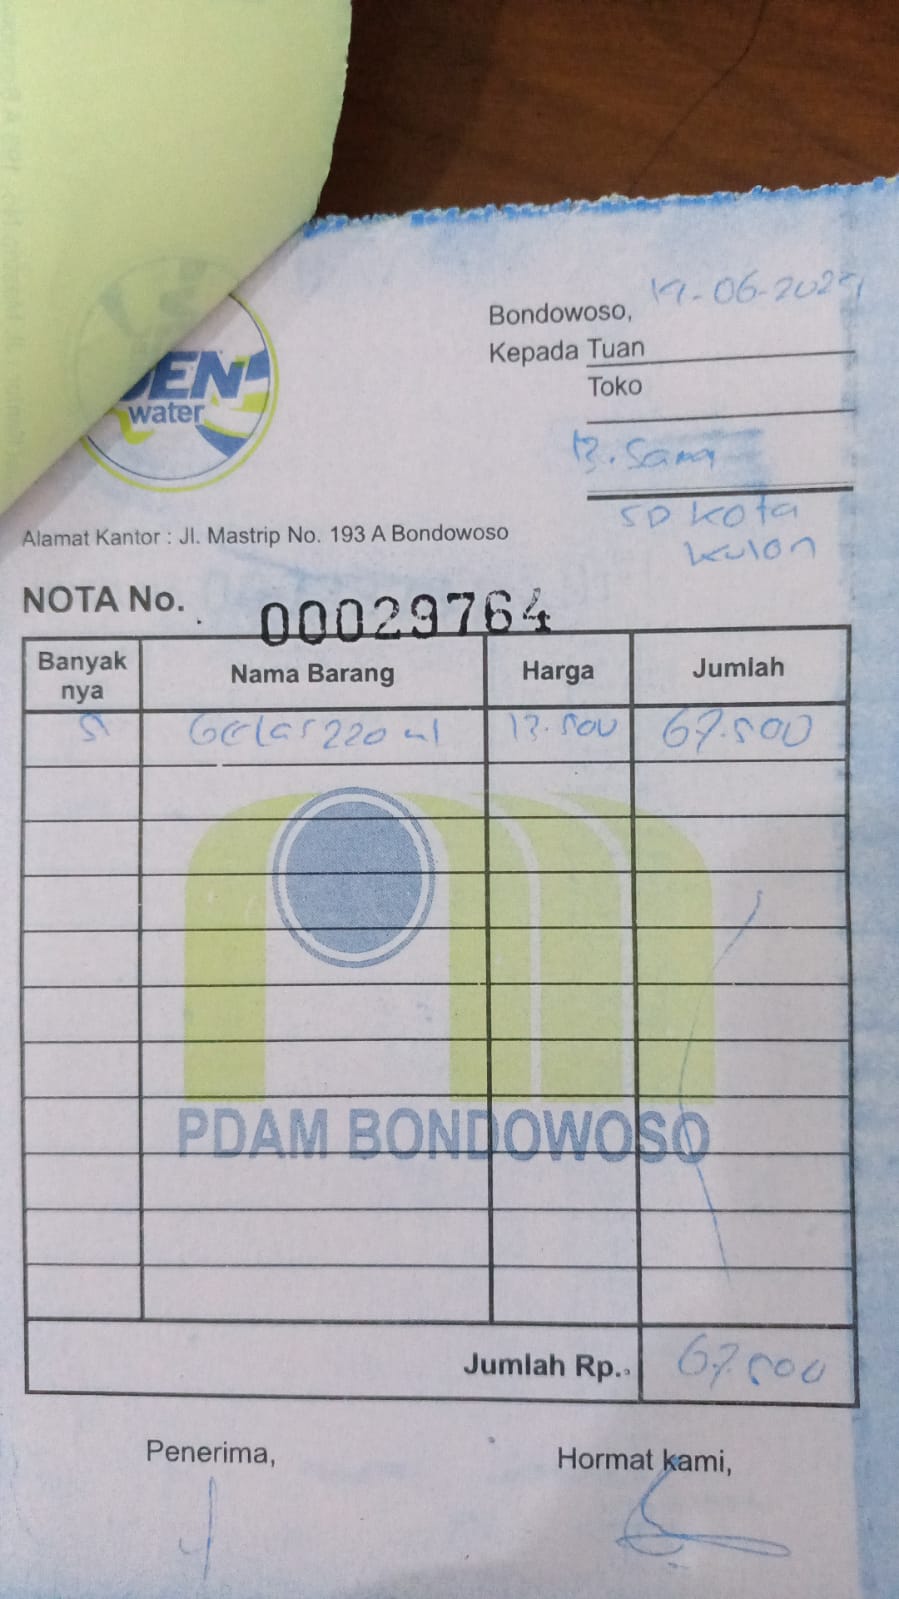 JEN
water
Bondowoso, 19-06-2024
Kepada Tuan
Toko
B. Sana
SD Kota
Kulon
Alamat Kantor : Jl. Mastrip No. 193 A Bondowoso
NOTA No. 00029764
Banyak nya Nama Barang Harga Jumlah
5 Gelas 220 ml 13.500 67.500
PDAM BONDOWOSO
Jumlah Rp.. 67.500
Penerima, Hormat kami,